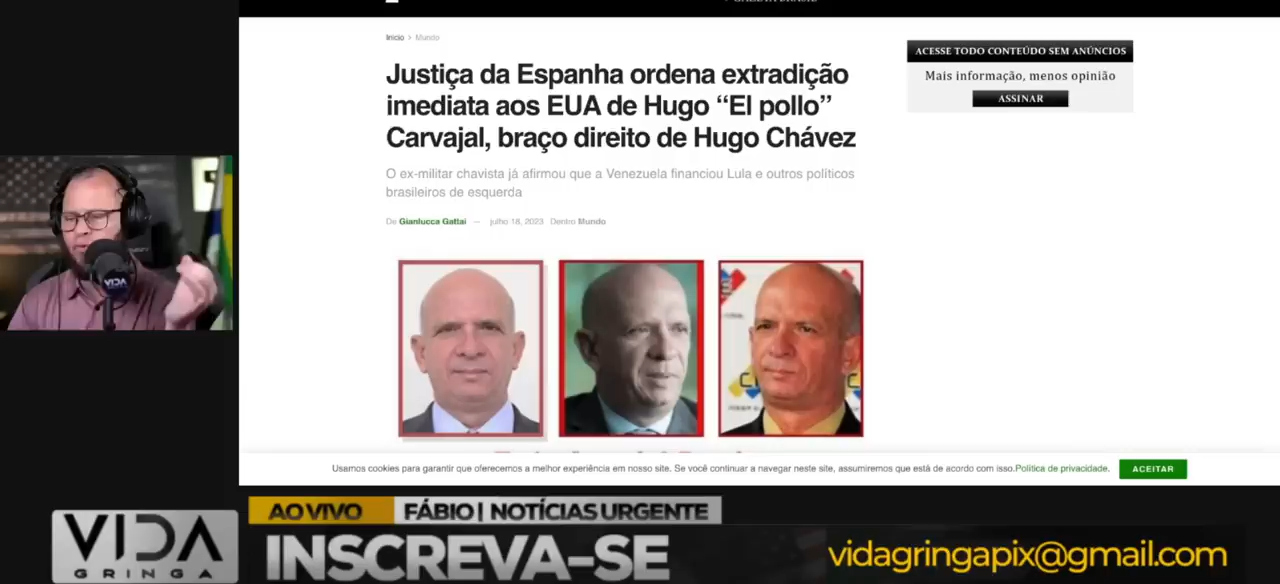 Início > Mundo
Justiça da Espanha ordena extradição
imediata aos EUA de Hugo “El pollo”
Carvajal, braço direito de Hugo Chávez
O ex-militar chavista já afirmou que a Venezuela financiou Lula e outros políticos
brasileiros de esquerda
De Gianlucca Gattai — julho 18, 2023 Dentro Mundo
ACESSE TODO CONTEÚDO SEM ANÚNCIOS
Mais informação, menos opinião
ASSINAR
VIDA
Usamos cookies para garantir que oferecemos a melhor experiência em nosso site. Se você continuar a navegar neste site, assumiremos que está de acordo com isso.Política de privacidade.
ACEITAR
AO VIVO FÁBIO| NOTÍCIAS URGENTE
VIDA
GRINGA
INSCREVA-SE
vidagringapix@gmail.com